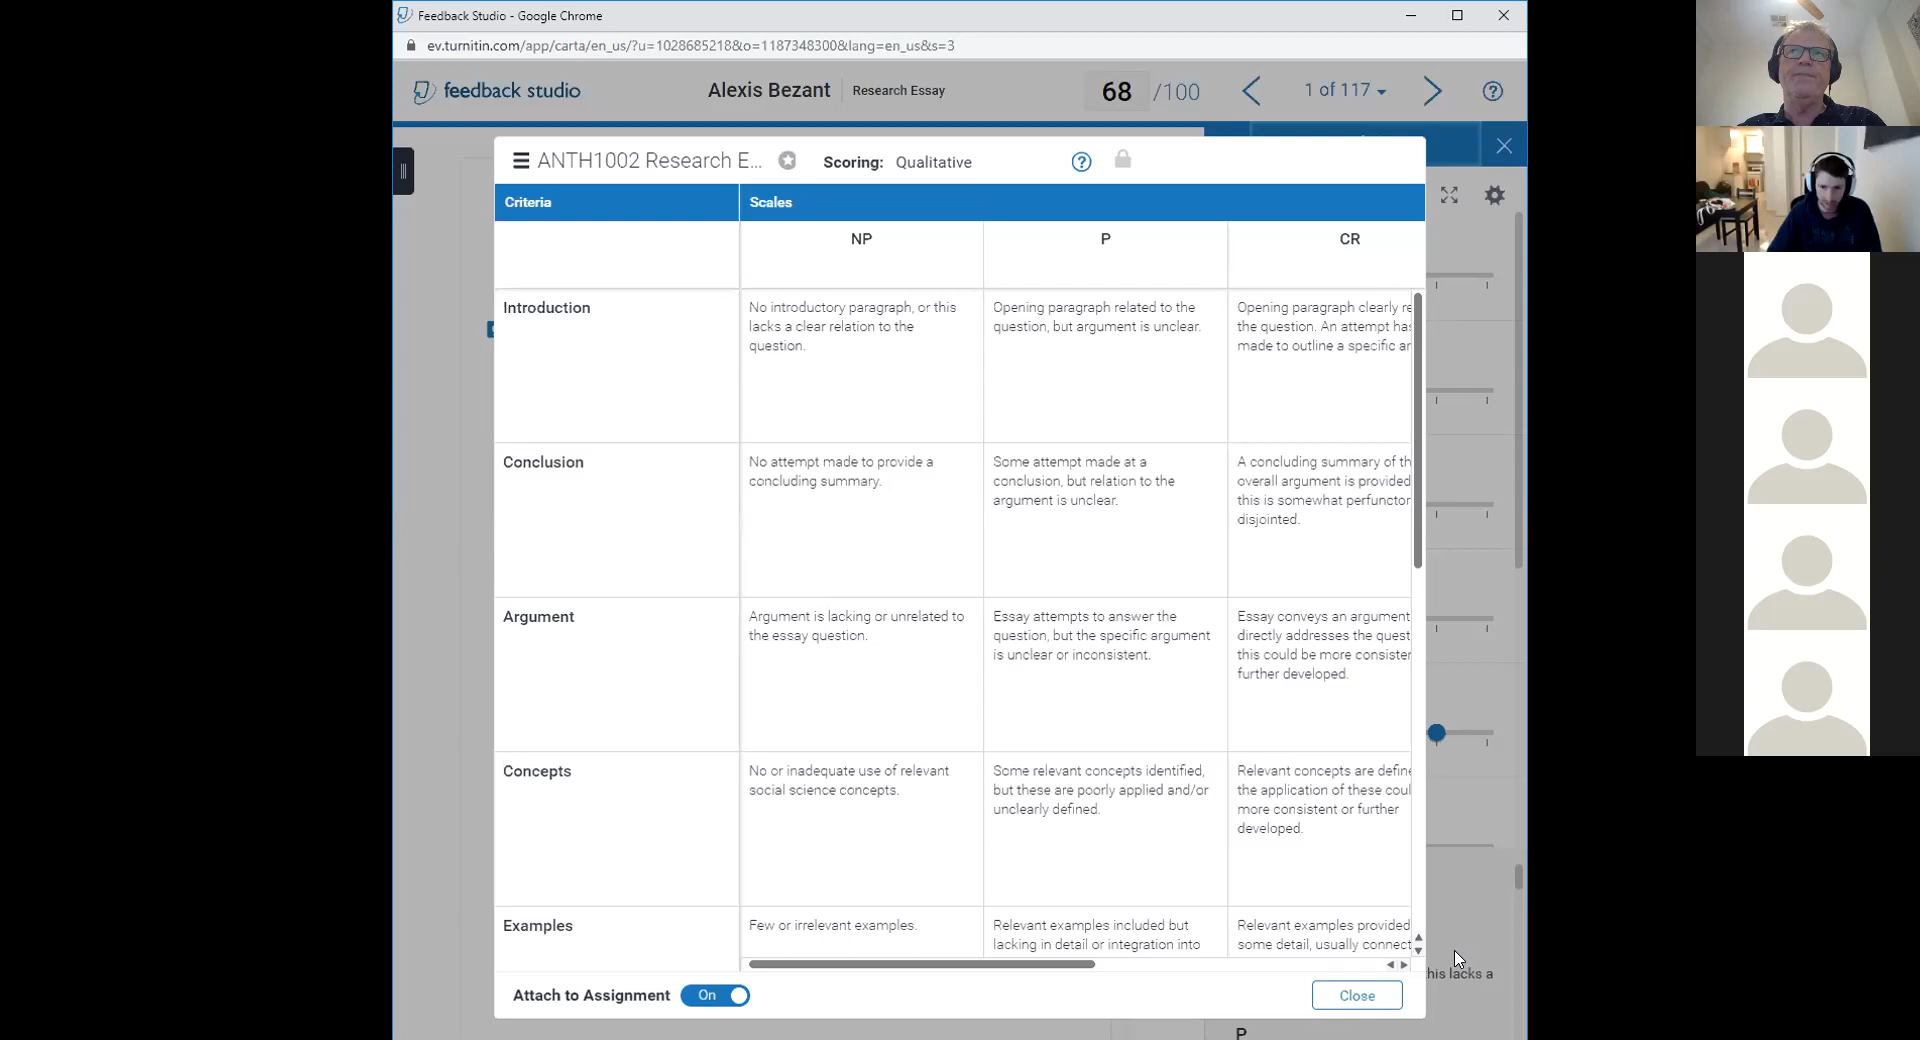 Feedback Studio - Google Chrome
ev.turnitin.com/app/carta/en_us/?u=1028685218&o=1187348300&lang=en_us&s=3
feedback studio
Alexis Bezant
Research Essay
68 /100
1 of 117
ANTH1002 Research E...
Scoring: Qualitative
Criteria
Scales
NP
P
CR
Introduction
No introductory paragraph, or this
lacks a clear relation to the
question.
Opening paragraph related to the
question, but argument is unclear.
Opening paragraph clearly re
the question. An attempt has
made to outline a specific ar
Conclusion
No attempt made to provide a
concluding summary.
Some attempt made at a
conclusion, but relation to the
argument is unclear.
A concluding summary of th
overall argument is provided
this is somewhat perfunctor
disjointed.
Argument
Argument is lacking or unrelated to
the essay question.
Essay attempts to answer the
question, but the specific argument
is unclear or inconsistent.
Essay conveys an argument
directly addresses the quest
this could be more consister
further developed.
Concepts
No or inadequate use of relevant
social science concepts.
Some relevant concepts identified,
but these are poorly applied and/or
unclearly defined.
Relevant concepts are define
the application of these coul
more consistent or further
developed.
Examples
Few or irrelevant examples.
Relevant examples included but
lacking in detail or integration into
Relevant examples provided
some detail, usually connect
Attach to Assignment
On
Close
his lacks a
P